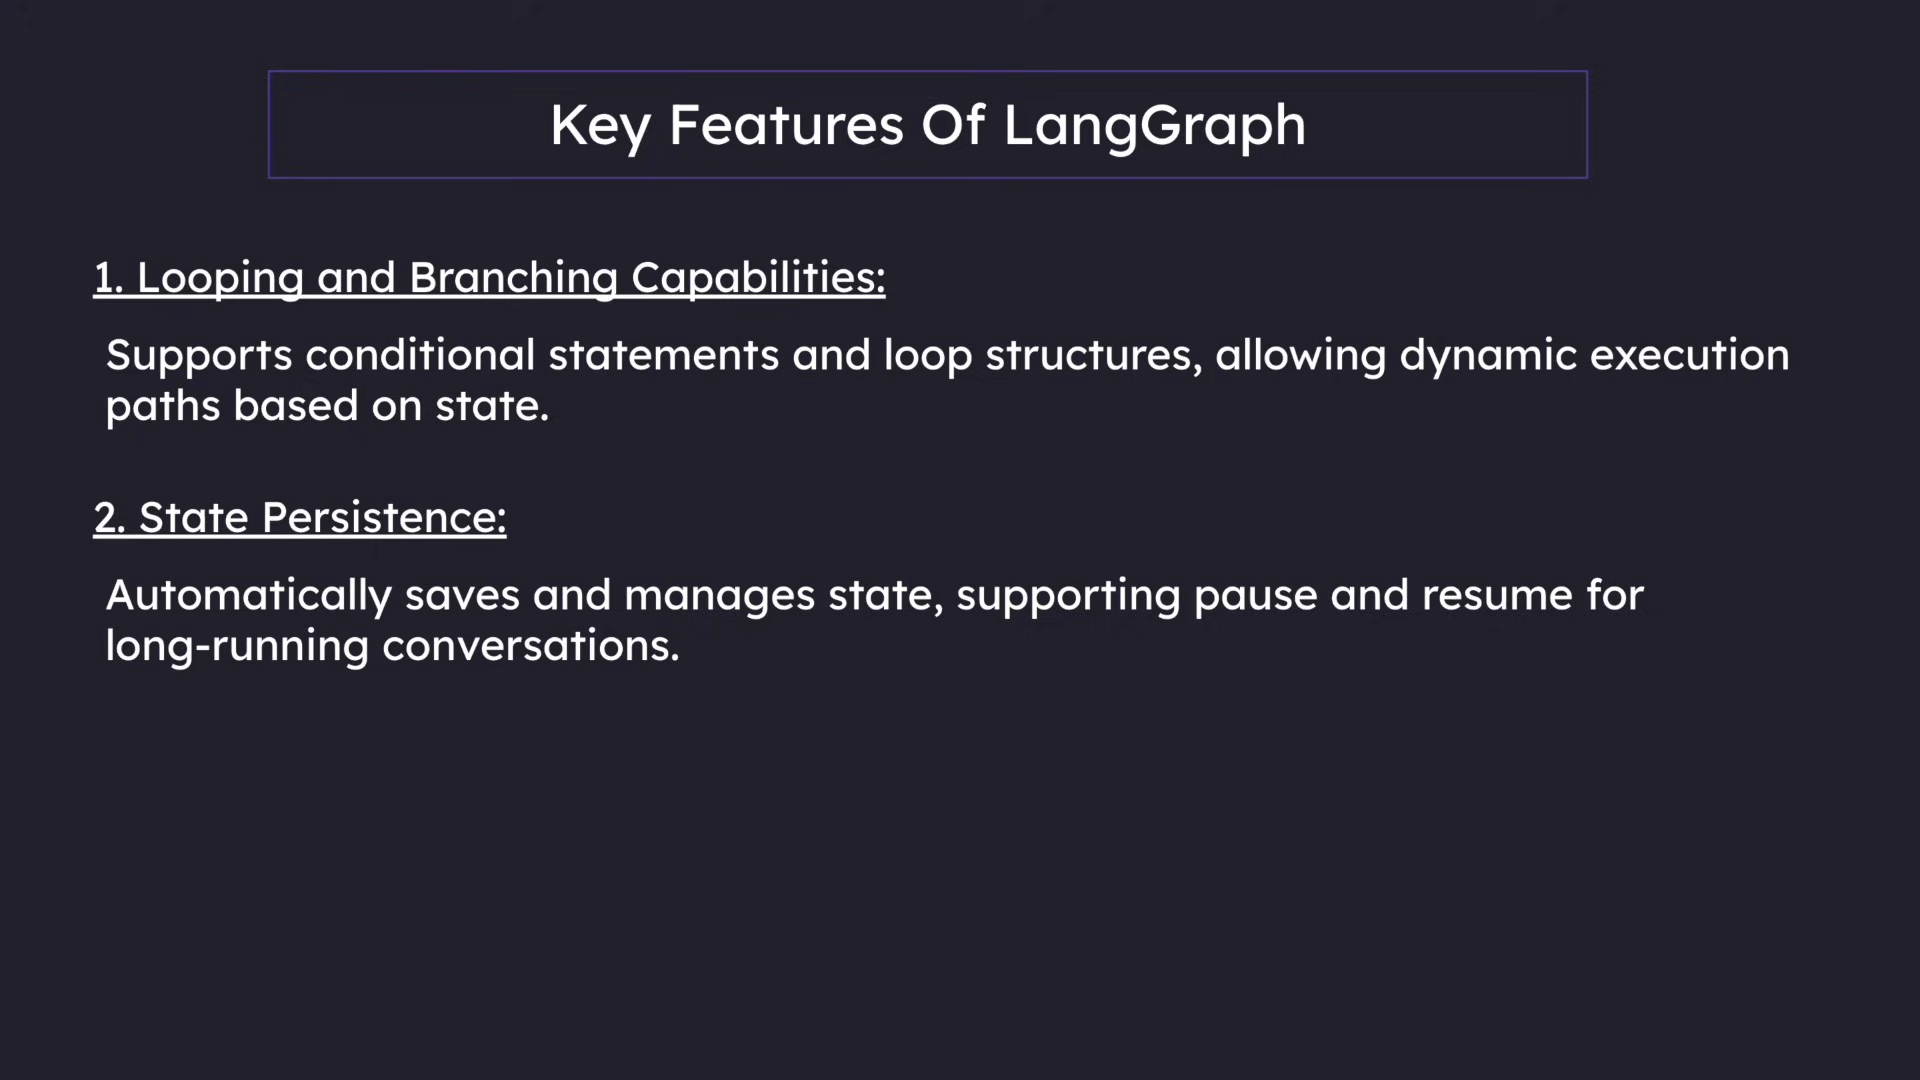 Key Features Of LangGraph
1. Looping and Branching Capabilities:
Supports conditional statements and loop structures, allowing dynamic execution
paths based on state.
2. State Persistence:
Automatically saves and manages state, supporting pause and resume for
long-running conversations.